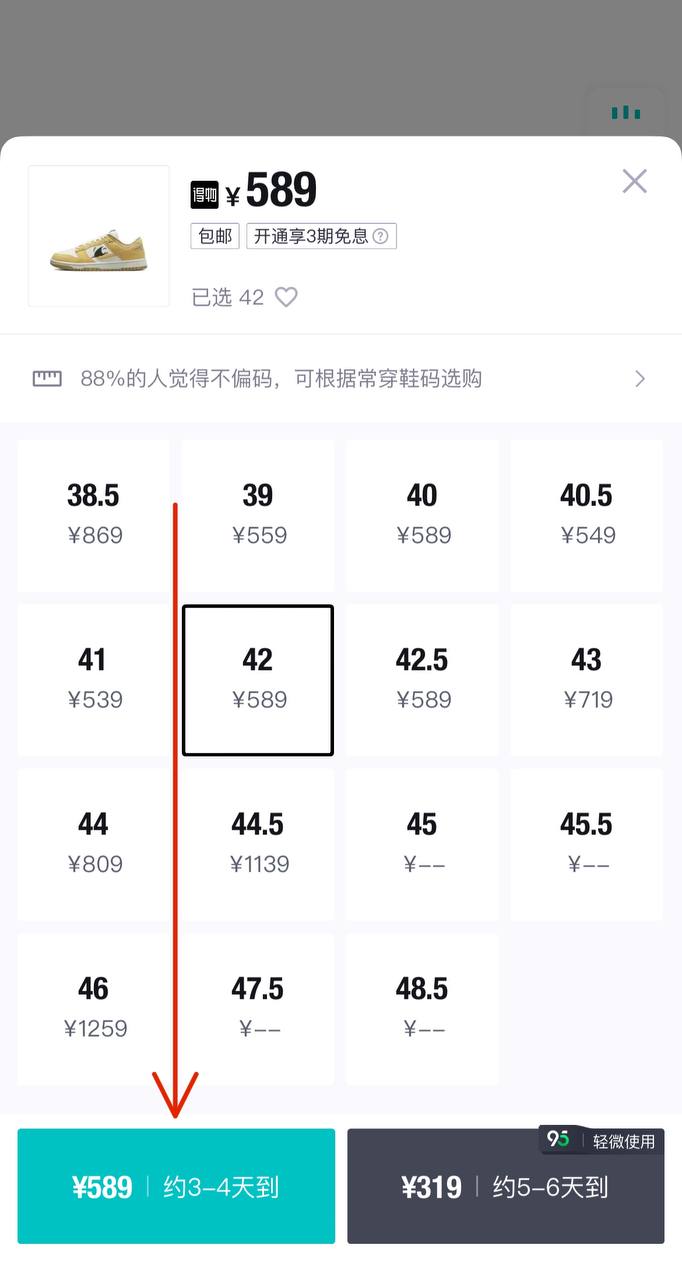 得物 ¥589
包邮 开通享3期免息?
已选 42
88%的人觉得不偏码，可根据常穿鞋码选购
38.5 39 40 40.5
¥869 ¥559 ¥589 ¥549
41 42 42.5 43
¥539 ¥589 ¥589 ¥719
44 44.5 45 45.5
¥809 ¥1139 ¥-- ¥--
46 47.5 48.5
¥1259 ¥-- ¥--
95 轻微使用
¥589 约3-4天到 ¥319 约5-6天到